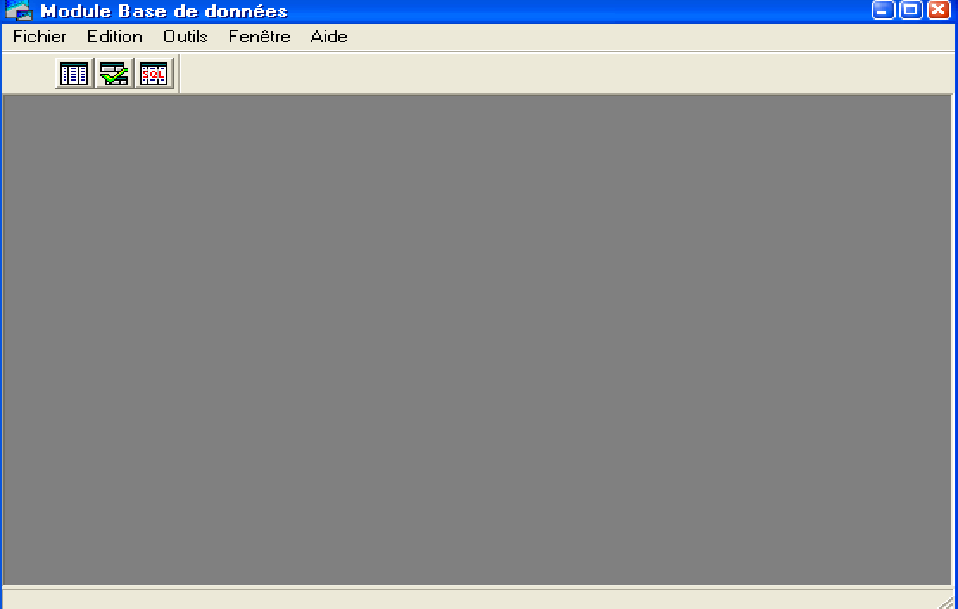 Module Base de données
Fichier Edition Outils Fenêtre Aide
SQL